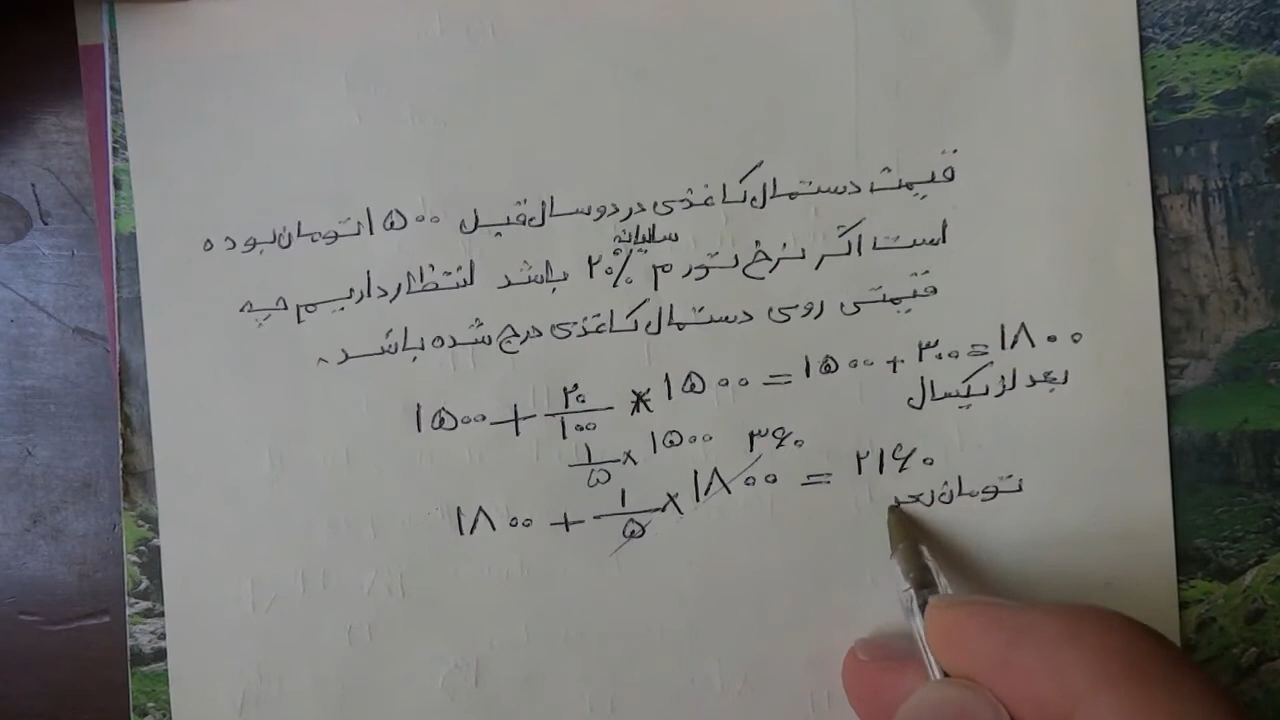 قیمت دستمال کاغذی در دو سال قبل ۱۵۰۰ تومان بوده
است اگر نرخ تورم سالیانه ۲۰٪ باشد انتظار داریم چه
قیمتی روی دستمال کاغذی درج شده باشد.
۱۵۰۰ + ۲۰/۱۰۰ * ۱۵۰۰ = ۱۵۰۰ + ۳۰۰ = ۱۸۰۰
بعد از یکسال
۱/۵ × ۱۵۰۰ ۳۶۰
۱۸۰۰ + ۱/۵ × ۱۸۰۰ = ۲۱۶۰
تومان بعد